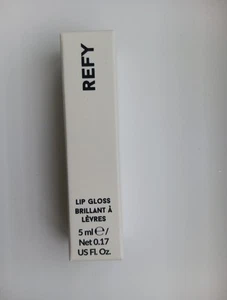 REFY
LIP GLOSS
BRILLANT À
LÈVRES
5 ml ℮/
Net 0.17
US Fl. Oz.